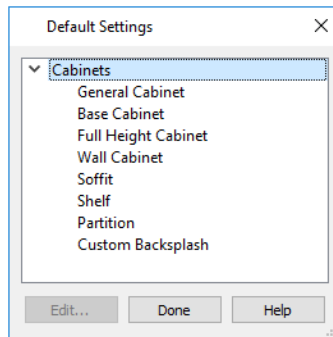 Default Settings
Cabinets
General Cabinet
Base Cabinet
Full Height Cabinet
Wall Cabinet
Soffit
Shelf
Partition
Custom Backsplash
Edit... Done Help